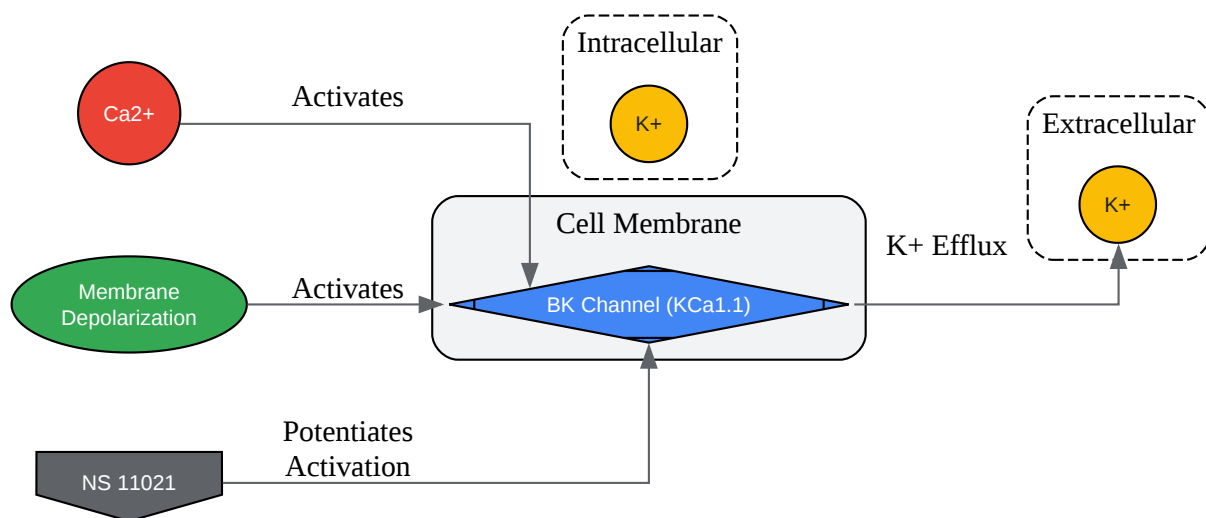 Intracellular
K+
Ca2+
Activates
Extracellular
K+
Cell Membrane
K+ Efflux
Membrane
Depolarization
Activates
BK Channel (KCa1.1)
Potentiates
Activation
NS 11021